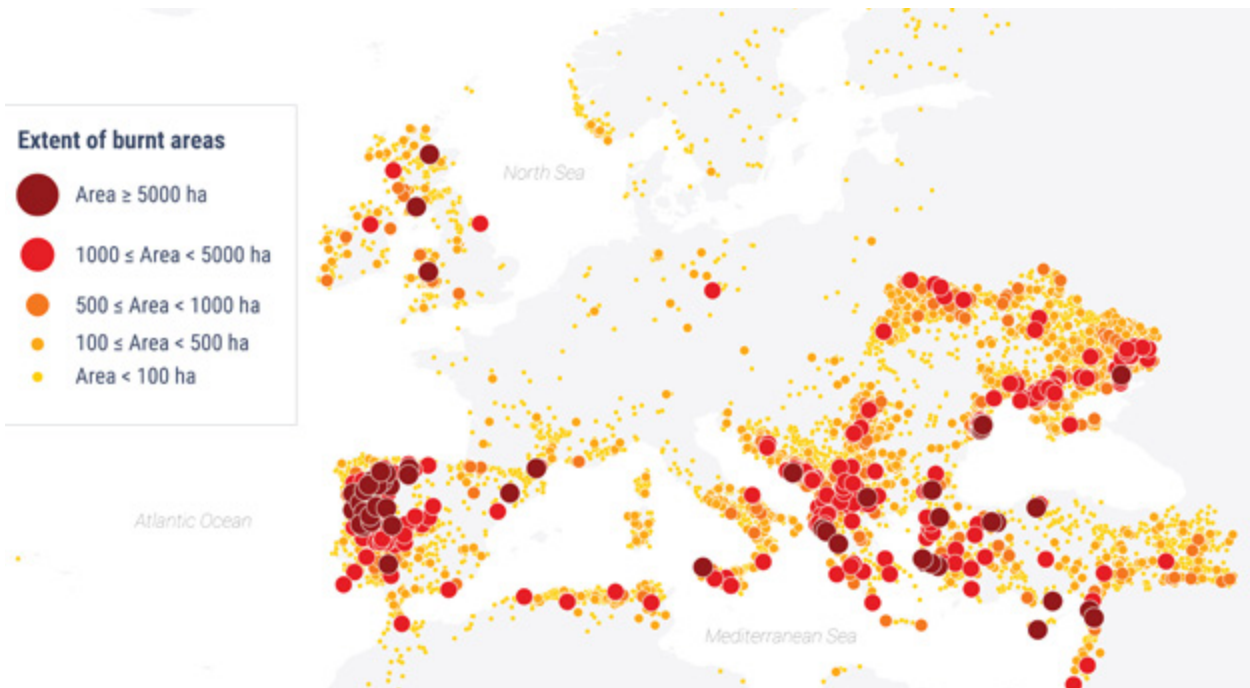 North Sea
Extent of burnt areas
Area ≥ 5000 ha
1000 ≤ Area < 5000 ha
500 ≤ Area < 1000 ha
100 ≤ Area < 500 ha
Area < 100 ha
Atlantic Ocean
Mediterranean Sea